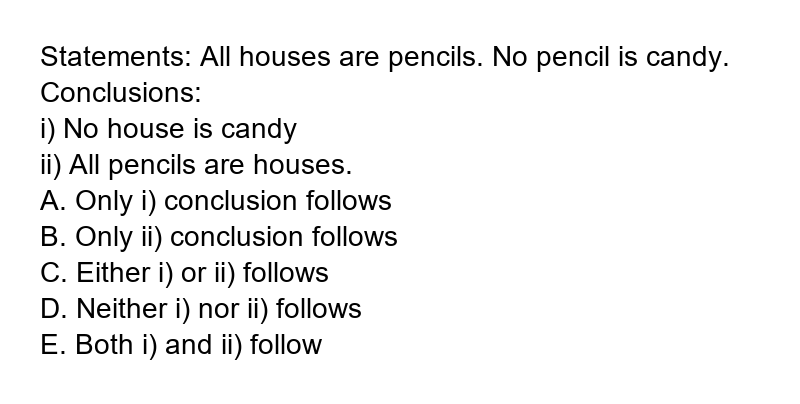 Statements: All houses are pencils. No pencil is candy.
Conclusions:
i) No house is candy
ii) All pencils are houses.
A. Only i) conclusion follows
B. Only ii) conclusion follows
C. Either i) or ii) follows
D. Neither i) nor ii) follows
E. Both i) and ii) follow